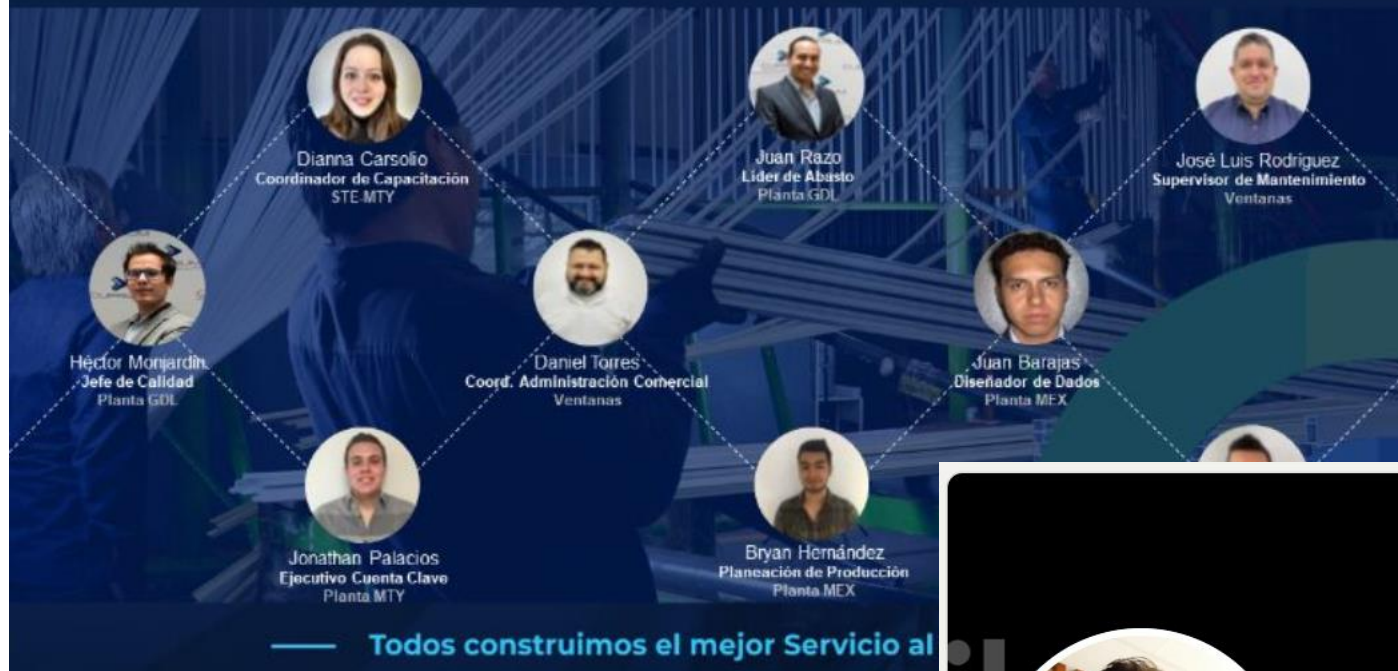 Dianna Carsolio
Coordinador de Capacitación
STE-MTY
Juan Razo
Líder de Abasto
Planta GDL
José Luis Rodríguez
Supervisor de Mantenimiento
Ventanas
Héctor Monjardín
Jefe de Calidad
Planta GDL
Daniel Torres
Coord. Administración Comercial
Ventanas
Juan Barajas
Diseñador de Dados
Planta MEX
Jonathan Palacios
Ejecutivo Cuenta Clave
Planta MTY
Bryan Hernández
Planeación de Producción
Planta MEX
Todos construimos el mejor Servicio al